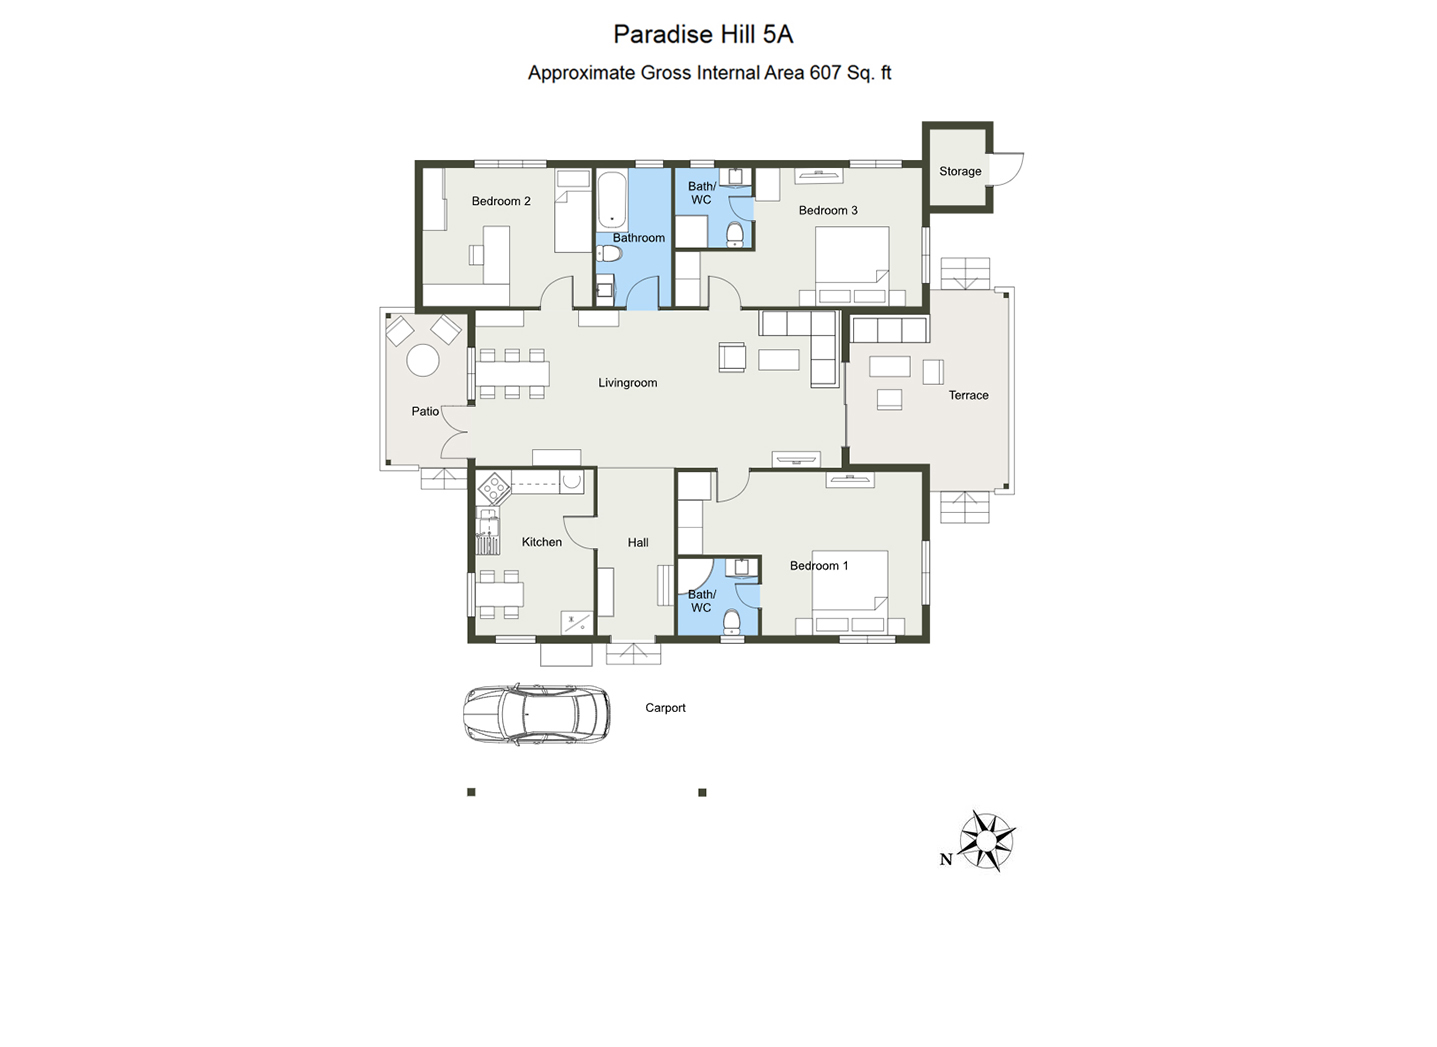 Paradise Hill 5A
Approximate Gross Internal Area 607 Sq. ft
Storage
Bedroom 2
Bath/
WC
Bedroom 3
Bathroom
Livingroom
Terrace
Patio
Kitchen
Hall
Bedroom 1
Bath/
WC
Carport
N